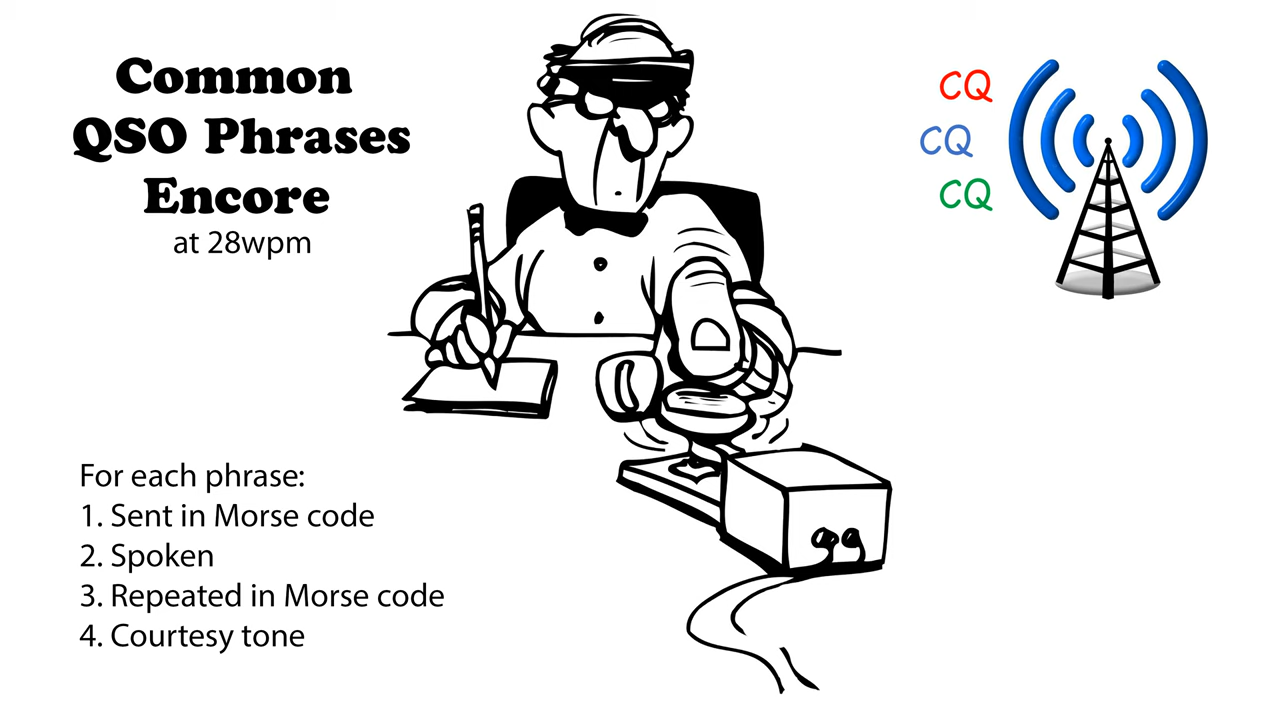 Common
QSO Phrases
Encore
at 28wpm
CQ
CQ
CQ
For each phrase:
1. Sent in Morse code
2. Spoken
3. Repeated in Morse code
4. Courtesy tone